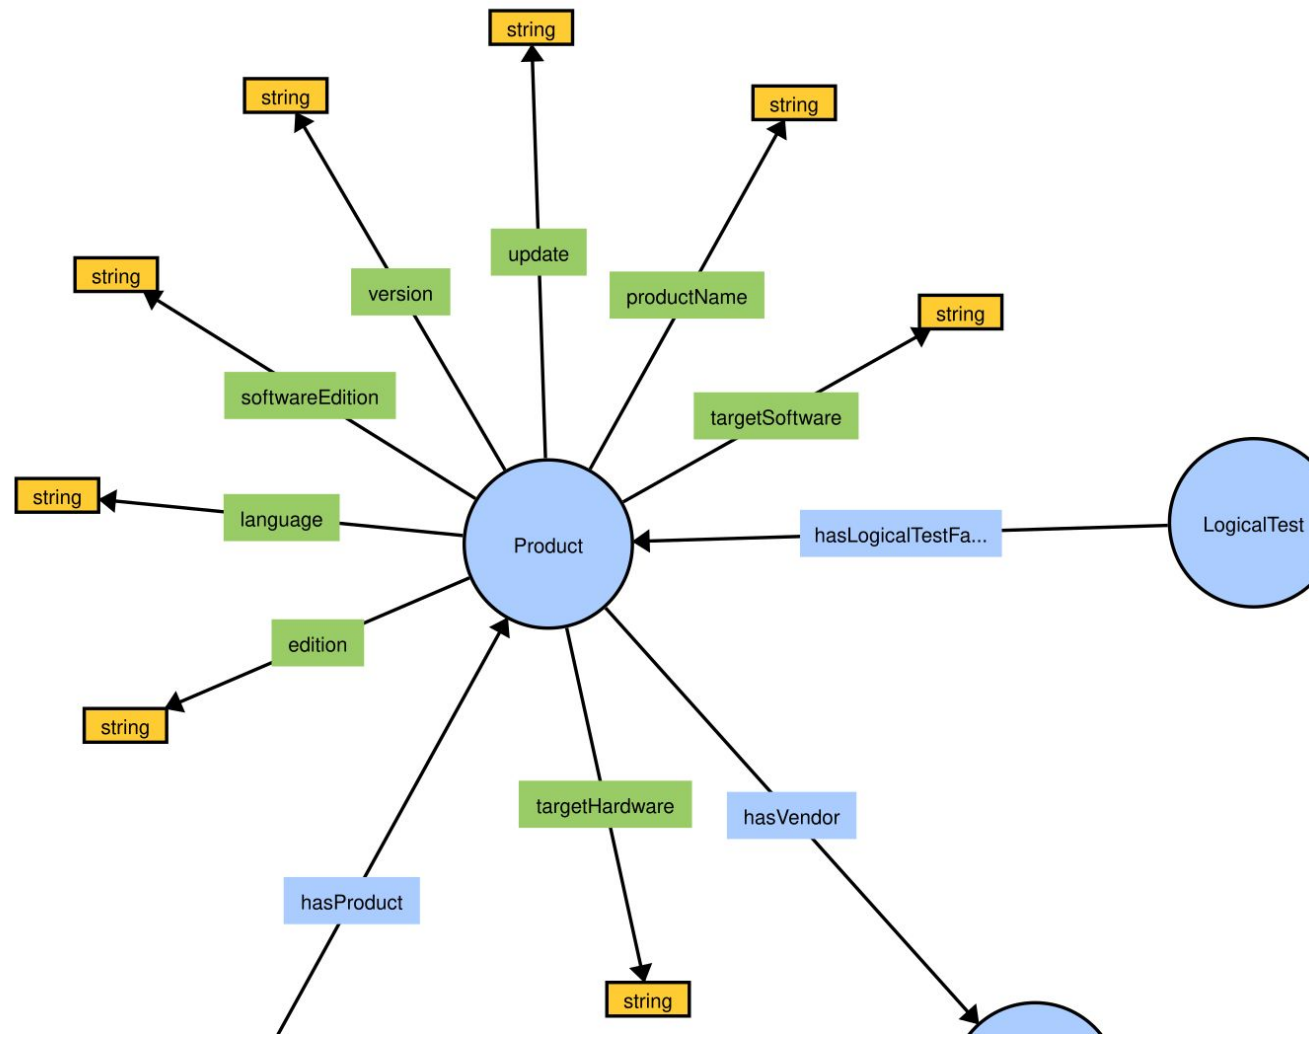 string
string
string
update
version
productName
string
string
softwareEdition
targetSoftware
string
language
Product
hasLogicalTestFa...
LogicalTest
edition
string
targetHardware
hasVendor
hasProduct
string